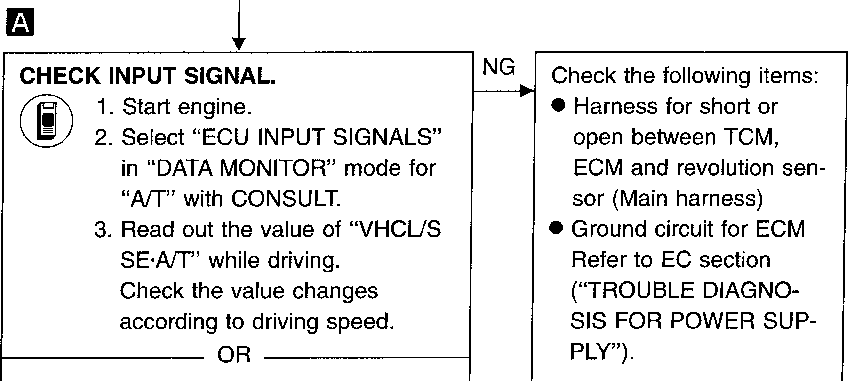 A
CHECK INPUT SIGNAL.
1. Start engine.
2. Select “ECU INPUT SIGNALS”
in “DATA MONITOR” mode for
“A/T” with CONSULT.
3. Read out the value of “VHCL/S
SE·A/T” while driving.
Check the value changes
according to driving speed.
OR
NG
Check the following items:
● Harness for short or
open between TCM,
ECM and revolution sen-
sor (Main harness)
● Ground circuit for ECM
Refer to EC section
(“TROUBLE DIAGNO-
SIS FOR POWER SUP-
PLY”).